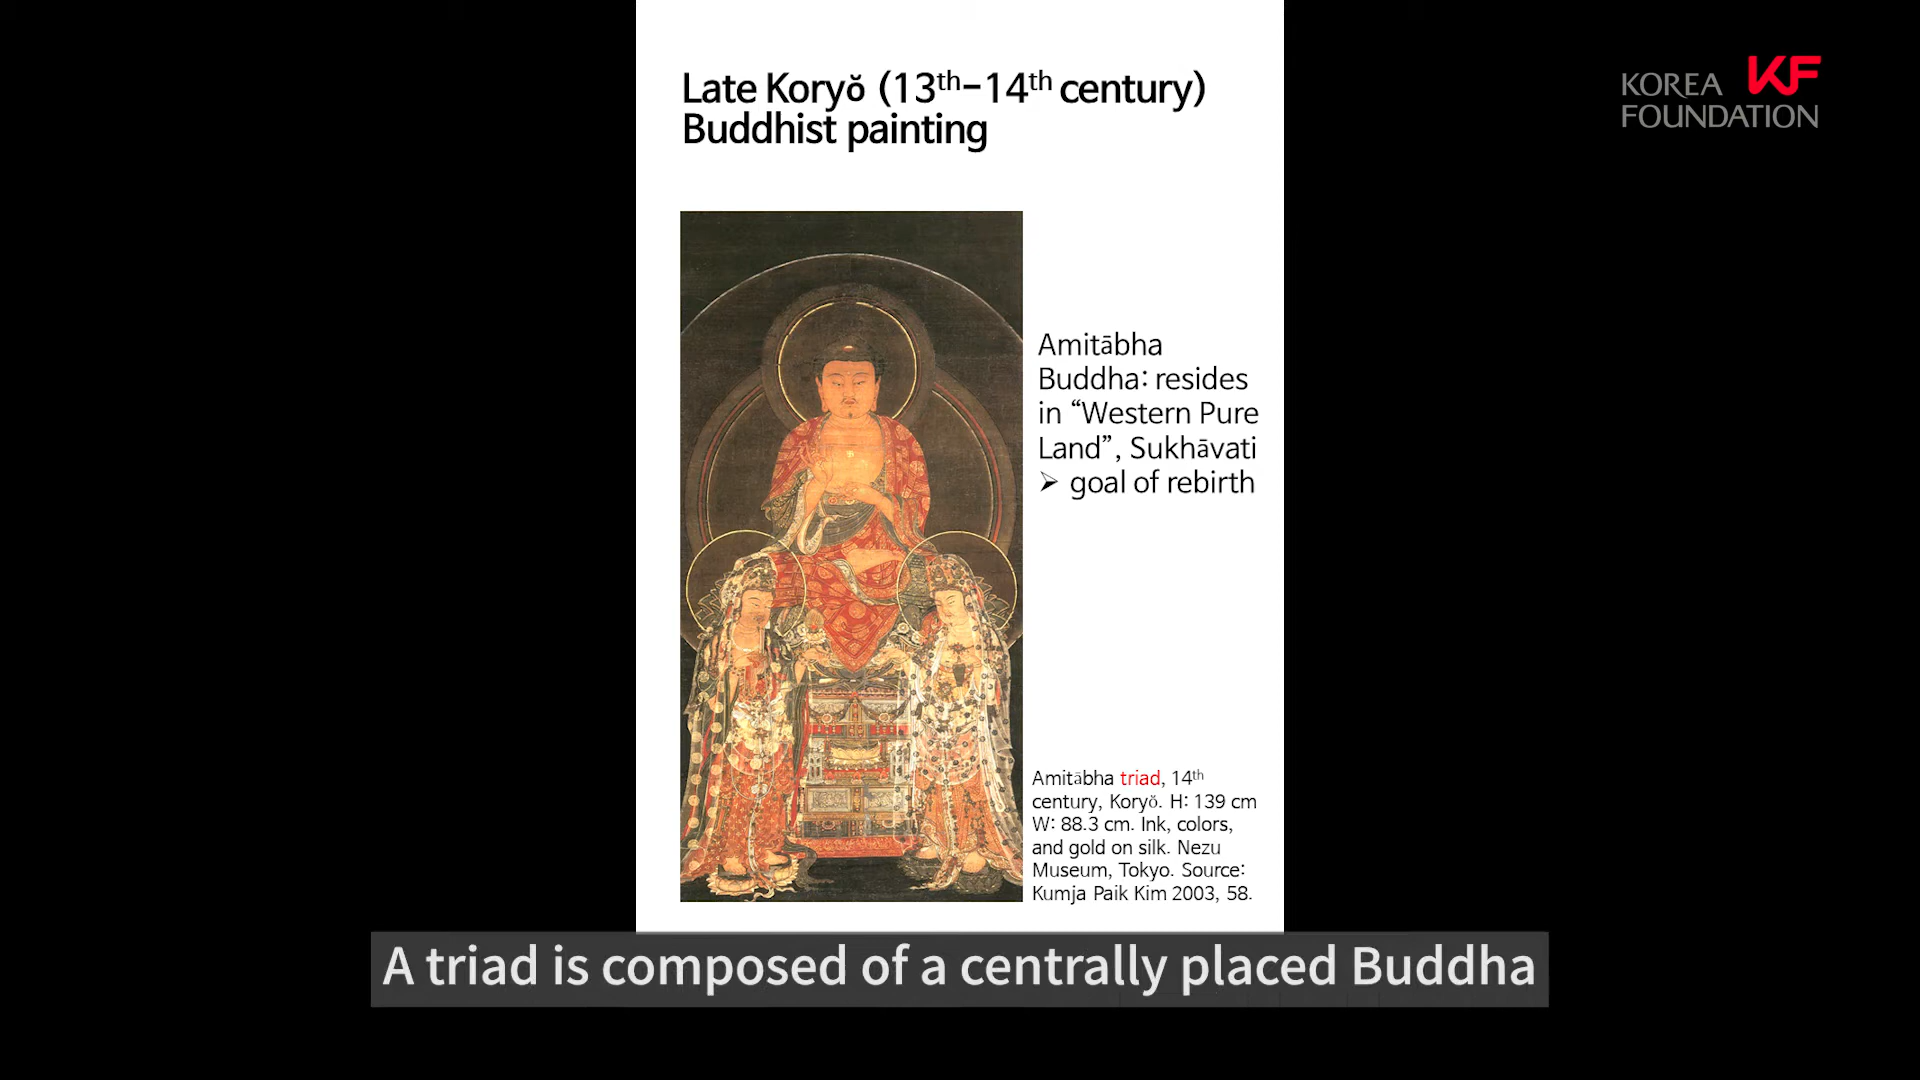 Late Koryŏ (13th-14th century)
Buddhist painting
KOREA KF
FOUNDATION
Amitābha
Buddha: resides
in “Western Pure
Land”, Sukhāvati
➢ goal of rebirth
Amitābha triad, 14th
century, Koryŏ. H: 139 cm
W: 88.3 cm. Ink, colors,
and gold on silk. Nezu
Museum, Tokyo. Source:
Kumja Paik Kim 2003, 58.
A triad is composed of a centrally placed Buddha